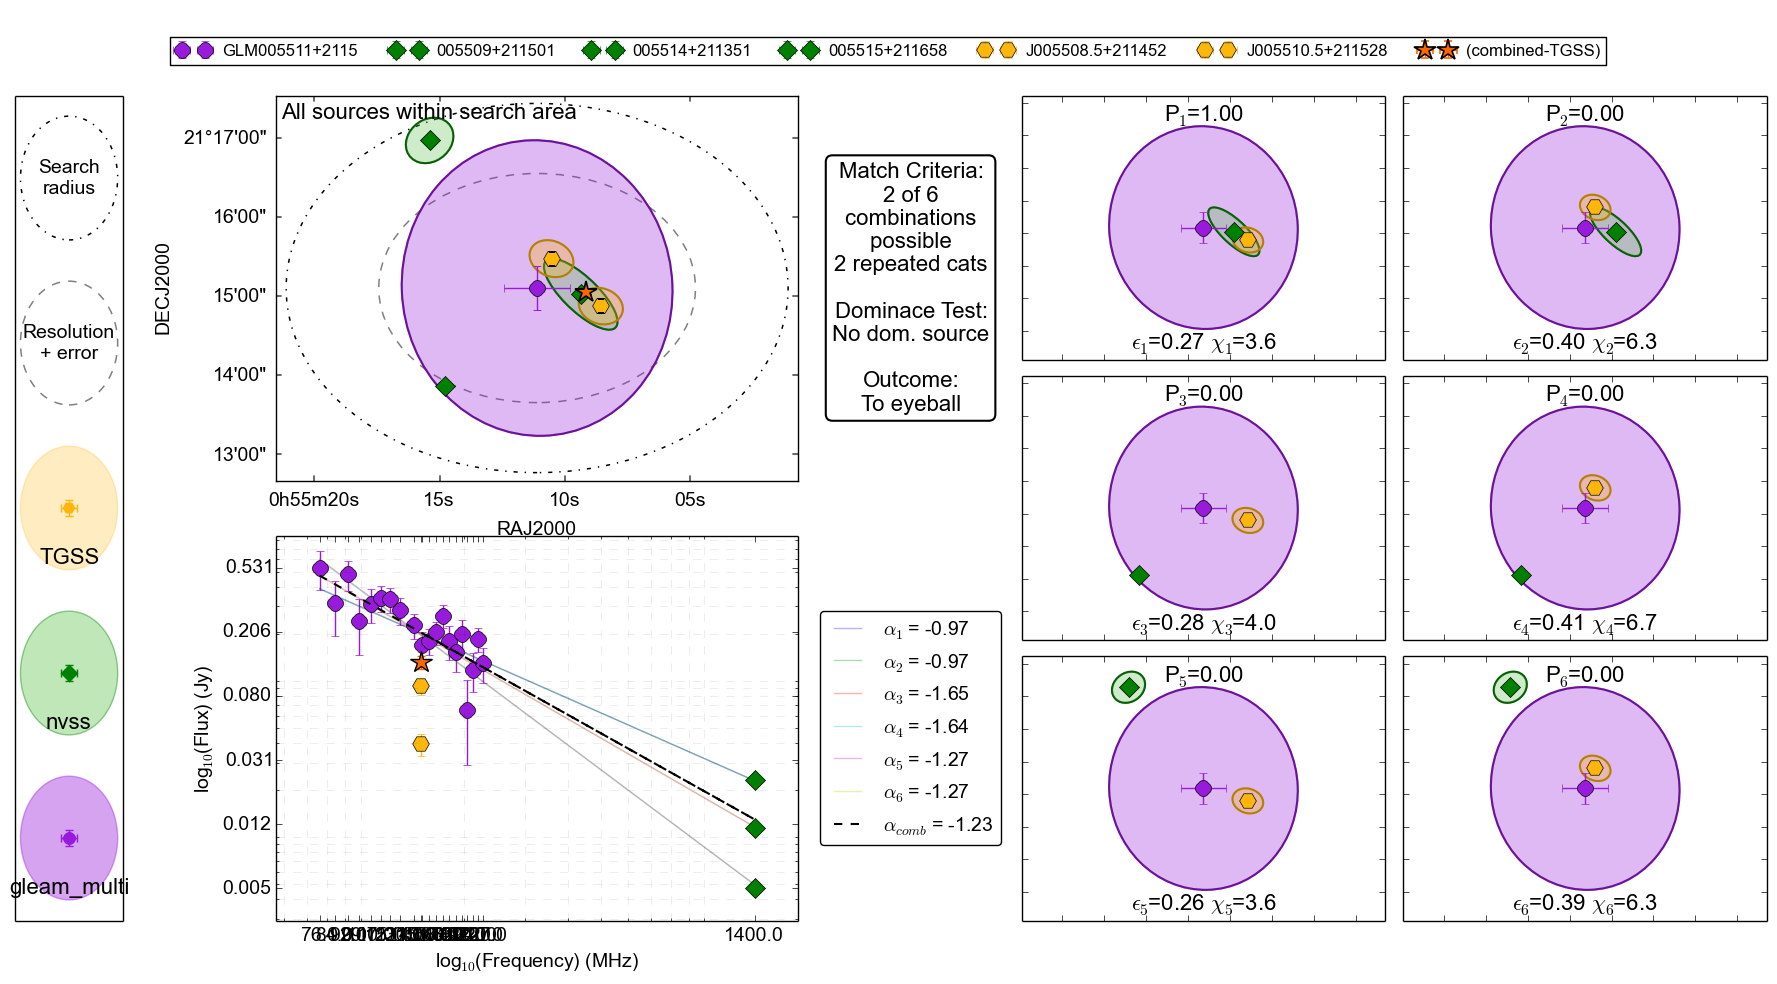 GLM005511+2115 005509+211501 005514+211351 005515+211658 J005508.5+211452 J005510.5+211528 (combined-TGSS)
Search
radius
Resolution
+ error
TGSS
nvss
gleam_multi
All sources within search area
DECJ2000
21°17'00"
16'00"
15'00"
14'00"
13'00"
0h55m20s 15s 10s 05s
RAJ2000
Match Criteria:
2 of 6
combinations
possible
2 repeated cats
Dominace Test:
No dom. source
Outcome:
To eyeball
log₁₀(Flux) (Jy)
0.531
0.206
0.080
0.031
0.012
0.005
1400.0
log₁₀(Frequency) (MHz)
α₁ = -0.97
α₂ = -0.97
α₃ = -1.65
α₄ = -1.64
α₅ = -1.27
α₆ = -1.27
α_comb = -1.23
P₁=1.00
ϵ₁=0.27 χ₁=3.6
P₂=0.00
ϵ₂=0.40 χ₂=6.3
P₃=0.00
ϵ₃=0.28 χ₃=4.0
P₄=0.00
ϵ₄=0.41 χ₄=6.7
P₅=0.00
ϵ₅=0.26 χ₅=3.6
P₆=0.00
ϵ₆=0.39 χ₆=6.3